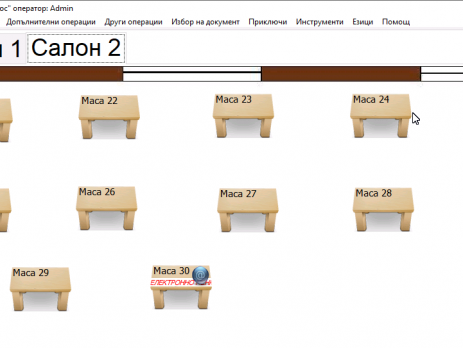 ос" оператор: Admin
Допълнителни операции Други операции Избор на документ Приключи Инструменти Езици Помощ
1 Салон 2
Маса 22 Маса 23 Маса 24
Маса 26 Маса 27 Маса 28
Маса 29 Маса 30